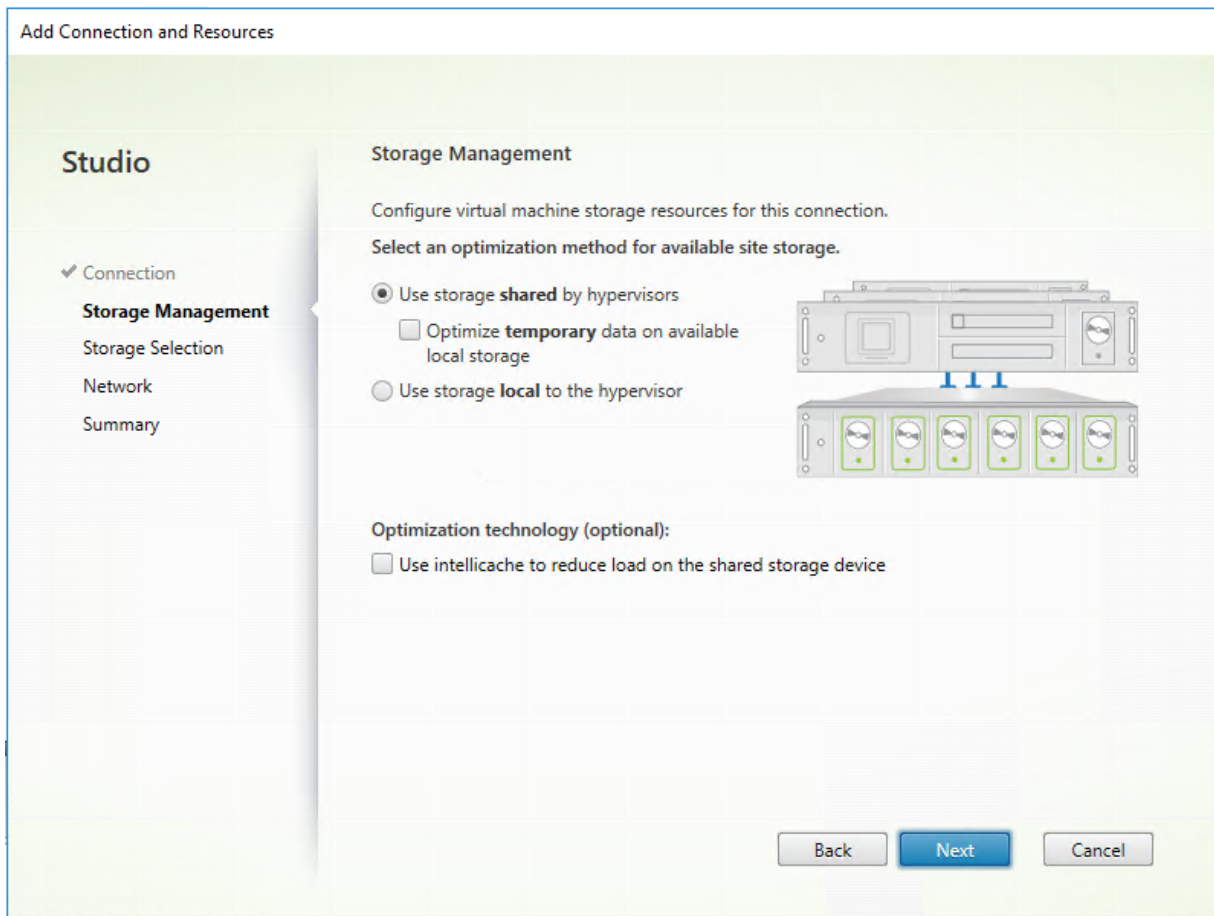 Add Connection and Resources
Studio
Connection
Storage Management
Storage Selection
Network
Summary
Storage Management
Configure virtual machine storage resources for this connection.
Select an optimization method for available site storage.
Use storage shared by hypervisors
Optimize temporary data on available
local storage
Use storage local to the hypervisor
Optimization technology (optional):
Use intellicache to reduce load on the shared storage device
Back
Next
Cancel